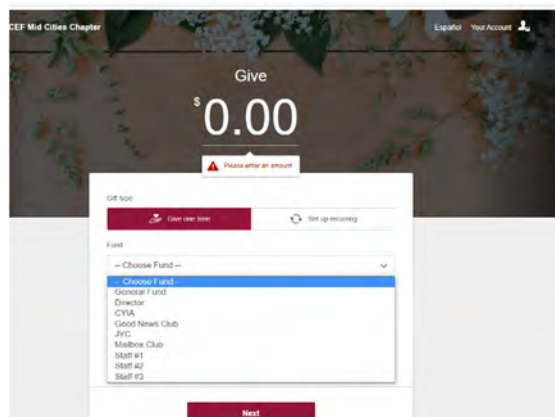 CEF Mid Cities Chapter
Español Your Account
Give
$0.00
Please enter an amount
Gift type
Give one time
Set up recurring
Fund
-- Choose Fund --
-- Choose Fund --
General Fund
Director
CYIA
Good News Club
JYC
Mailbox Club
Staff #1
Staff #2
Staff #3
Next